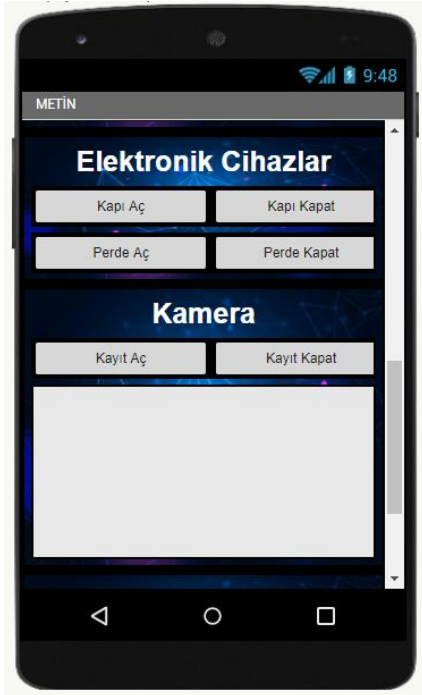 9:48
METİN
Elektronik Cihazlar
Kapı Aç Kapı Kapat
Perde Aç Perde Kapat
Kamera
Kayıt Aç Kayıt Kapat